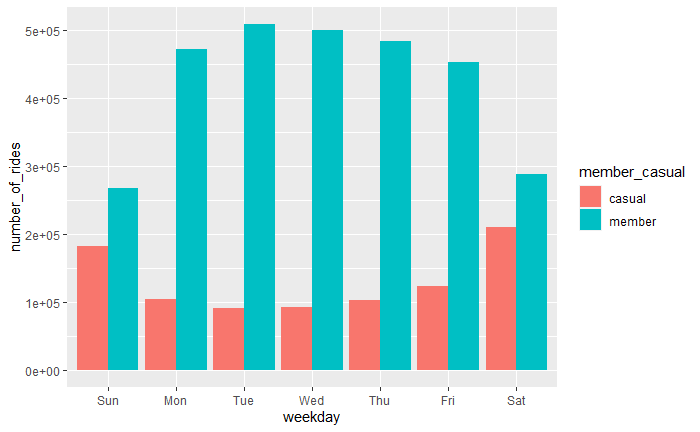 5e+05
4e+05
3e+05
2e+05
1e+05
0e+00
number_of_rides
Sun Mon Tue Wed Thu Fri Sat
weekday
member_casual
casual
member